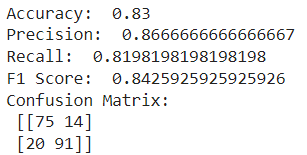 Accuracy:  0.83
Precision:  0.8666666666666667
Recall:  0.8198198198198198
F1 Score:  0.8425925925925926
Confusion Matrix:
 [[75 14]
 [20 91]]